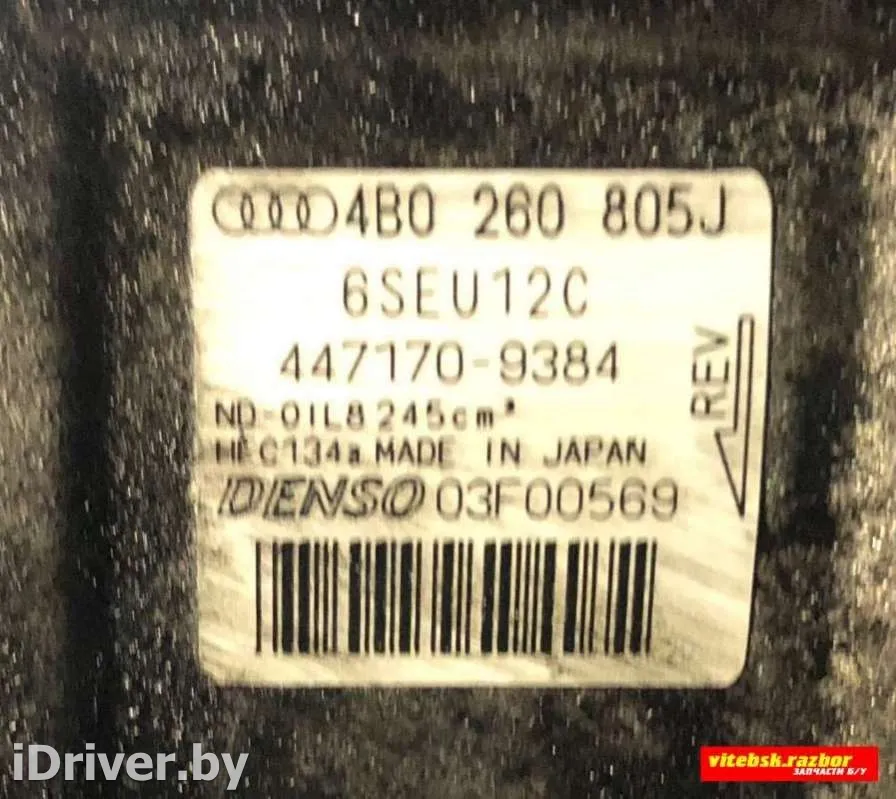 4B0 260 805J
6SEU12C
447170-9384
REV
ND-OIL8 245cm³
HFC134a MADE IN JAPAN
DENSO 03F00569
iDriver.by
vitebsk.razbor
ЗАПЧАСТИ Б/У